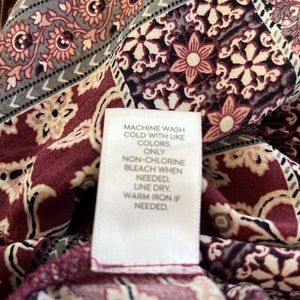 MACHINE WASH
COLD WITH LIKE
COLORS.
ONLY
NON-CHLORINE
BLEACH WHEN
NEEDED.
LINE DRY.
WARM IRON IF
NEEDED.